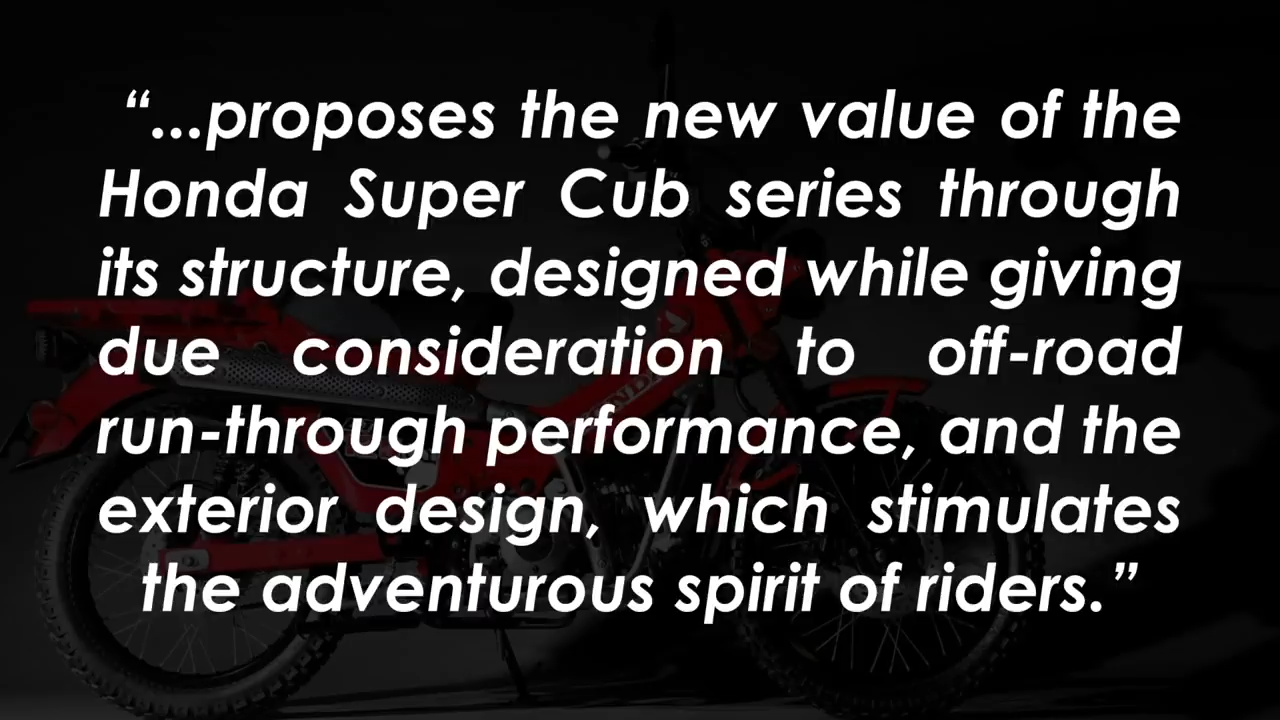 “...proposes the new value of the
Honda Super Cub series through
its structure, designed while giving
due consideration to off-road
run-through performance, and the
exterior design, which stimulates
the adventurous spirit of riders.”
HONDA